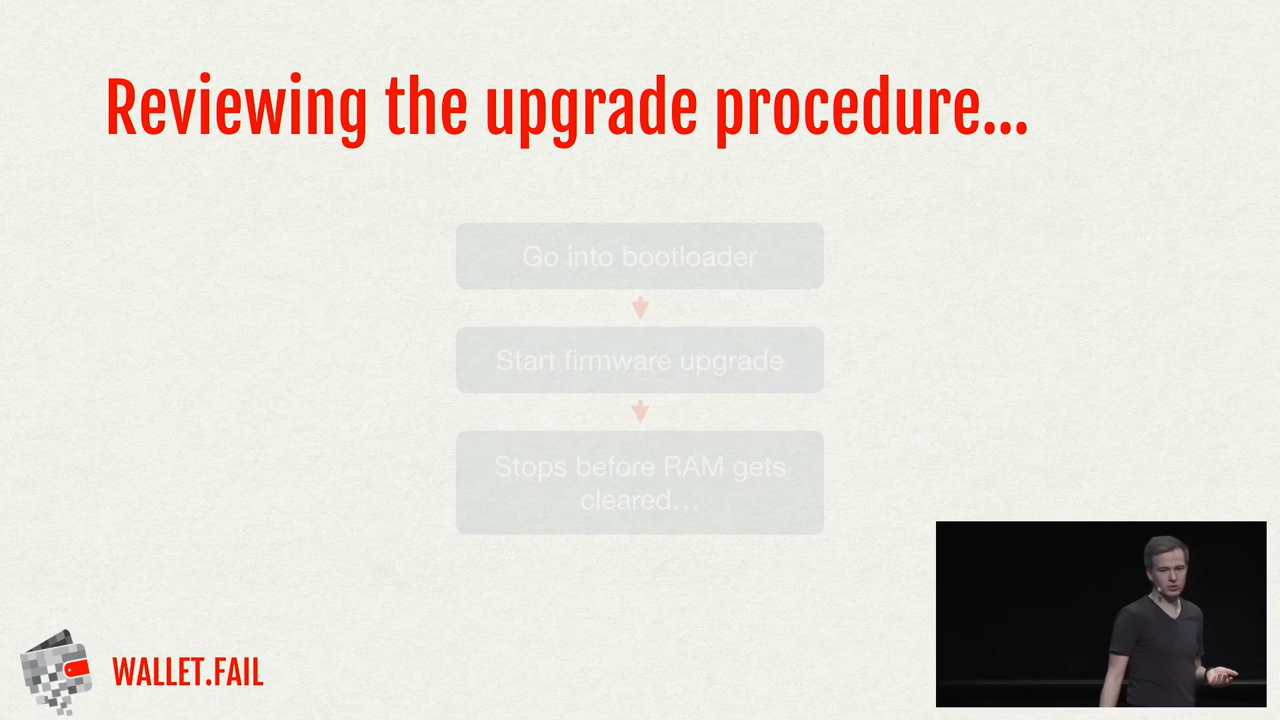 Reviewing the upgrade procedure...
Go into bootloader
Start firmware upgrade
Stops before RAM gets
cleared...
WALLET.FAIL